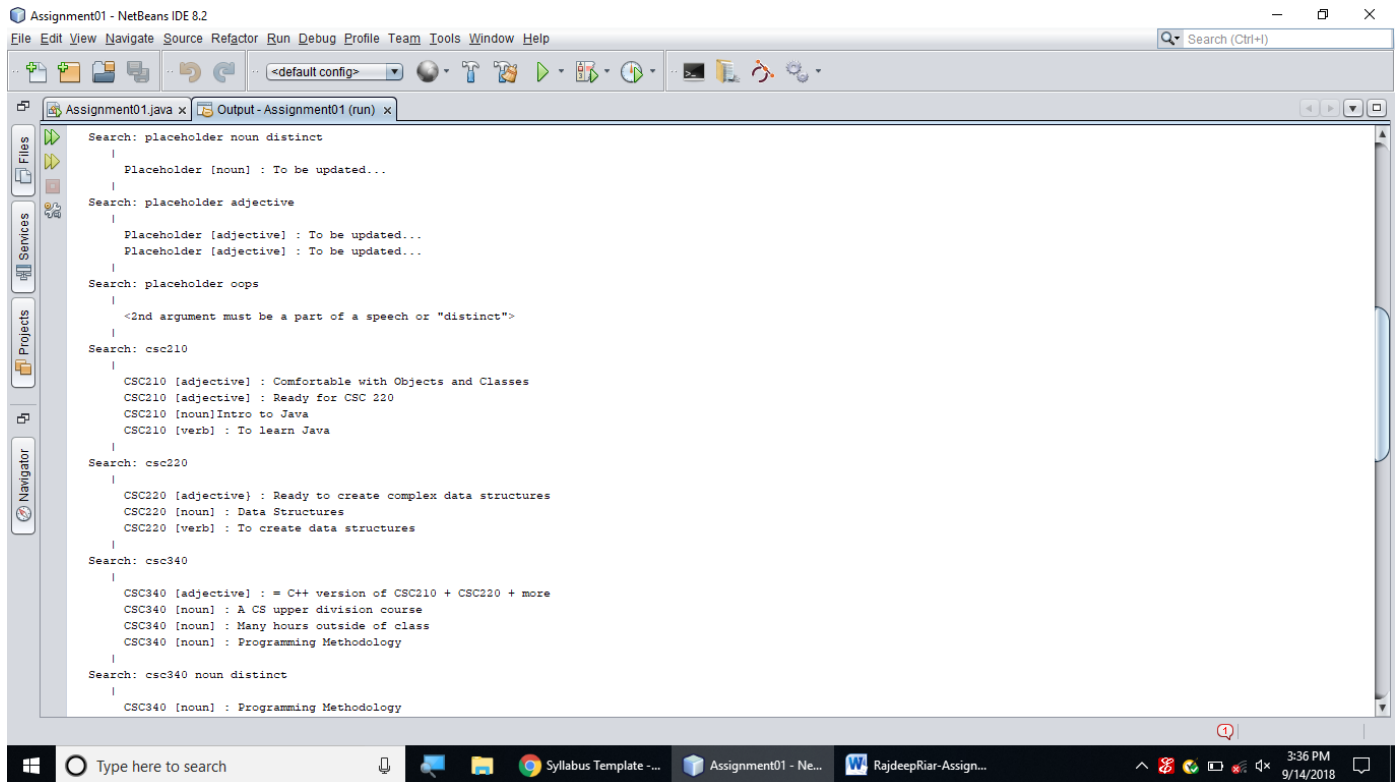 Assignment01 - NetBeans IDE 8.2
File Edit View Navigate Source Refactor Run Debug Profile Team Tools Window Help
Search (Ctrl+I)
<default config>
Assignment01.java x Output - Assignment01 (run) x
Files
Services
Projects
Navigator
Search: placeholder noun distinct
|
Placeholder [noun] : To be updated...
|
Search: placeholder adjective
|
Placeholder [adjective] : To be updated...
Placeholder [adjective] : To be updated...
|
Search: placeholder oops
|
<2nd argument must be a part of a speech or "distinct">
|
Search: csc210
|
CSC210 [adjective] : Comfortable with Objects and Classes
CSC210 [adjective] : Ready for CSC 220
CSC210 [noun]Intro to Java
CSC210 [verb] : To learn Java
|
Search: csc220
|
CSC220 [adjective} : Ready to create complex data structures
CSC220 [noun] : Data Structures
CSC220 [verb] : To create data structures
|
Search: csc340
|
CSC340 [adjective] : = C++ version of CSC210 + CSC220 + more
CSC340 [noun] : A CS upper division course
CSC340 [noun] : Many hours outside of class
CSC340 [noun] : Programming Methodology
|
Search: csc340 noun distinct
|
CSC340 [noun] : Programming Methodology
1
Type here to search
Syllabus Template -...
Assignment01 - Ne...
RajdeepRiar-Assign...
3:36 PM
9/14/2018